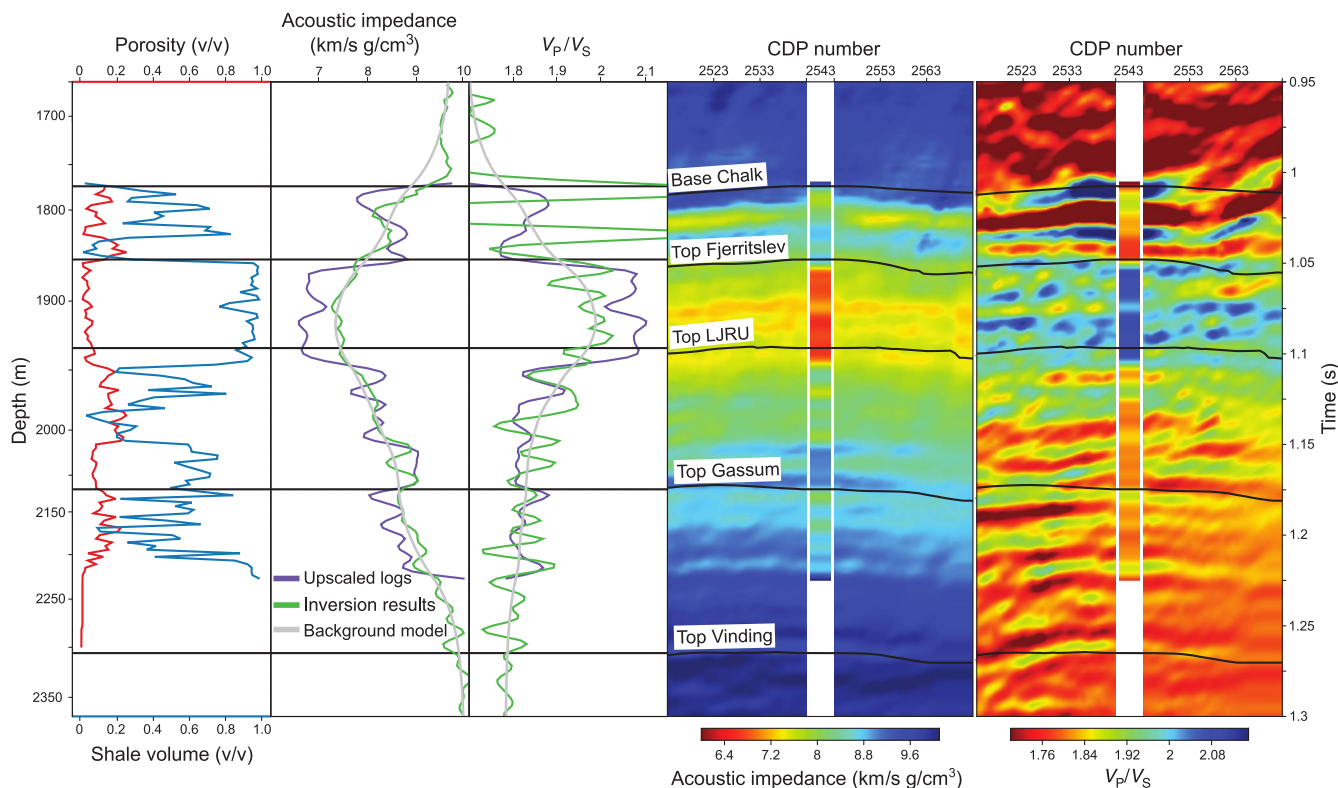 Acoustic impedance
Porosity (v/v)
(km/s g/cm³)
V_P/V_S
CDP number
CDP number
0 0.2 0.4 0.6 0.8 1.0
7 8 9 10
1.8 1.9 2 2.1
2523 2533 2543 2553 2563
2523 2533 2543 2553 2563
0.95
1700
Base Chalk
1
1800
Top Fjerritslev
1.05
1900
Top LJRU
1.1
Depth (m)
Time (s)
2000
1.15
Top Gassum
2150
1.2
Upscaled logs
2250
Inversion results
Background model
Top Vinding
1.25
2350
1.3
0 0.2 0.4 0.6 0.8 1.0
Shale volume (v/v)
6.4 7.2 8 8.8 9.6
Acoustic impedance (km/s g/cm³)
1.76 1.84 1.92 2 2.08
V_P/V_S